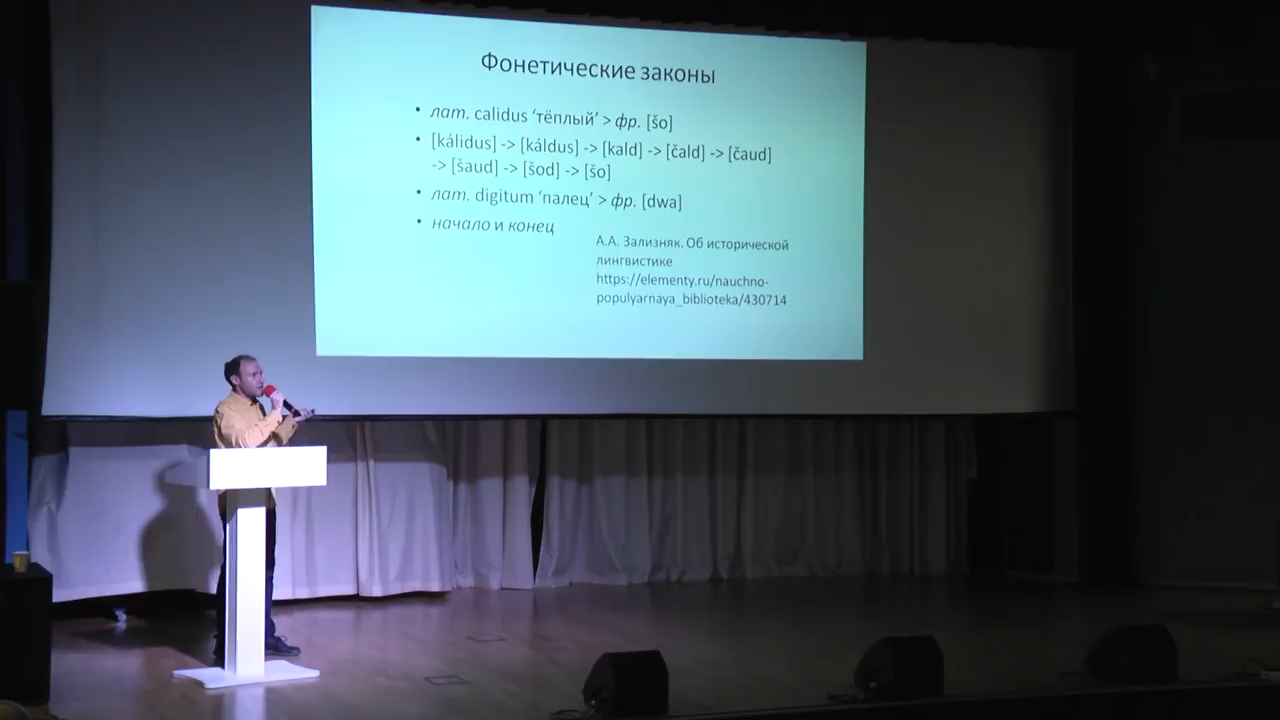 Фонетические законы
• лат. calidus ‘тёплый’ > фр. [šo]
• [kálidus] -> [káldus] -> [kald] -> [čald] -> [čaud]
-> [šaud] -> [šod] -> [šo]
• лат. digitum ‘палец’ > фр. [dwa]
• начало и конец
А.А. Зализняк. Об исторической
лингвистике
https://elementy.ru/nauchno-
populyarnaya_biblioteka/430714